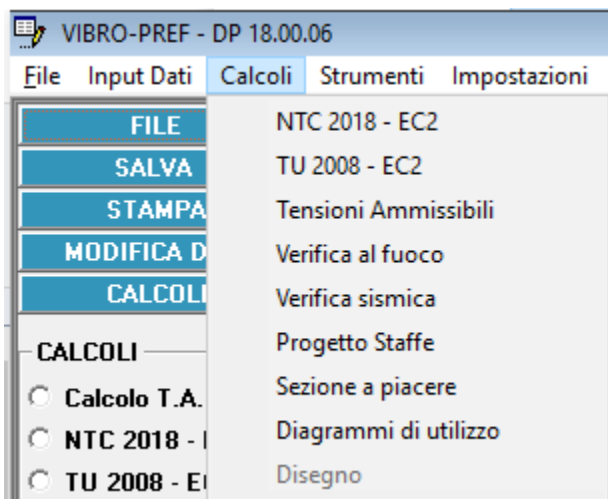 VIBRO-PREF - DP 18.00.06
File Input Dati Calcoli Strumenti Impostazioni
FILE
SALVA
STAMPA
MODIFICA D
CALCOLI
CALCOLI
Calcolo T.A.
NTC 2018 -
TU 2008 - E
NTC 2018 - EC2
TU 2008 - EC2
Tensioni Ammissibili
Verifica al fuoco
Verifica sismica
Progetto Staffe
Sezione a piacere
Diagrammi di utilizzo
Disegno